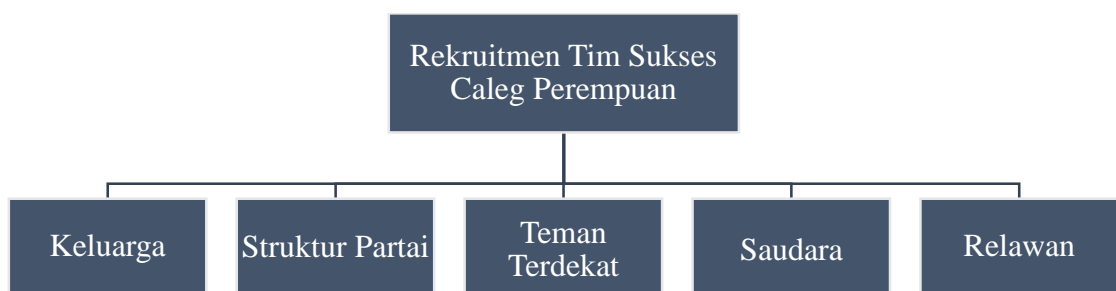 Rekruitmen Tim Sukses
Caleg Perempuan
Keluarga
Struktur Partai
Teman
Terdekat
Saudara
Relawan